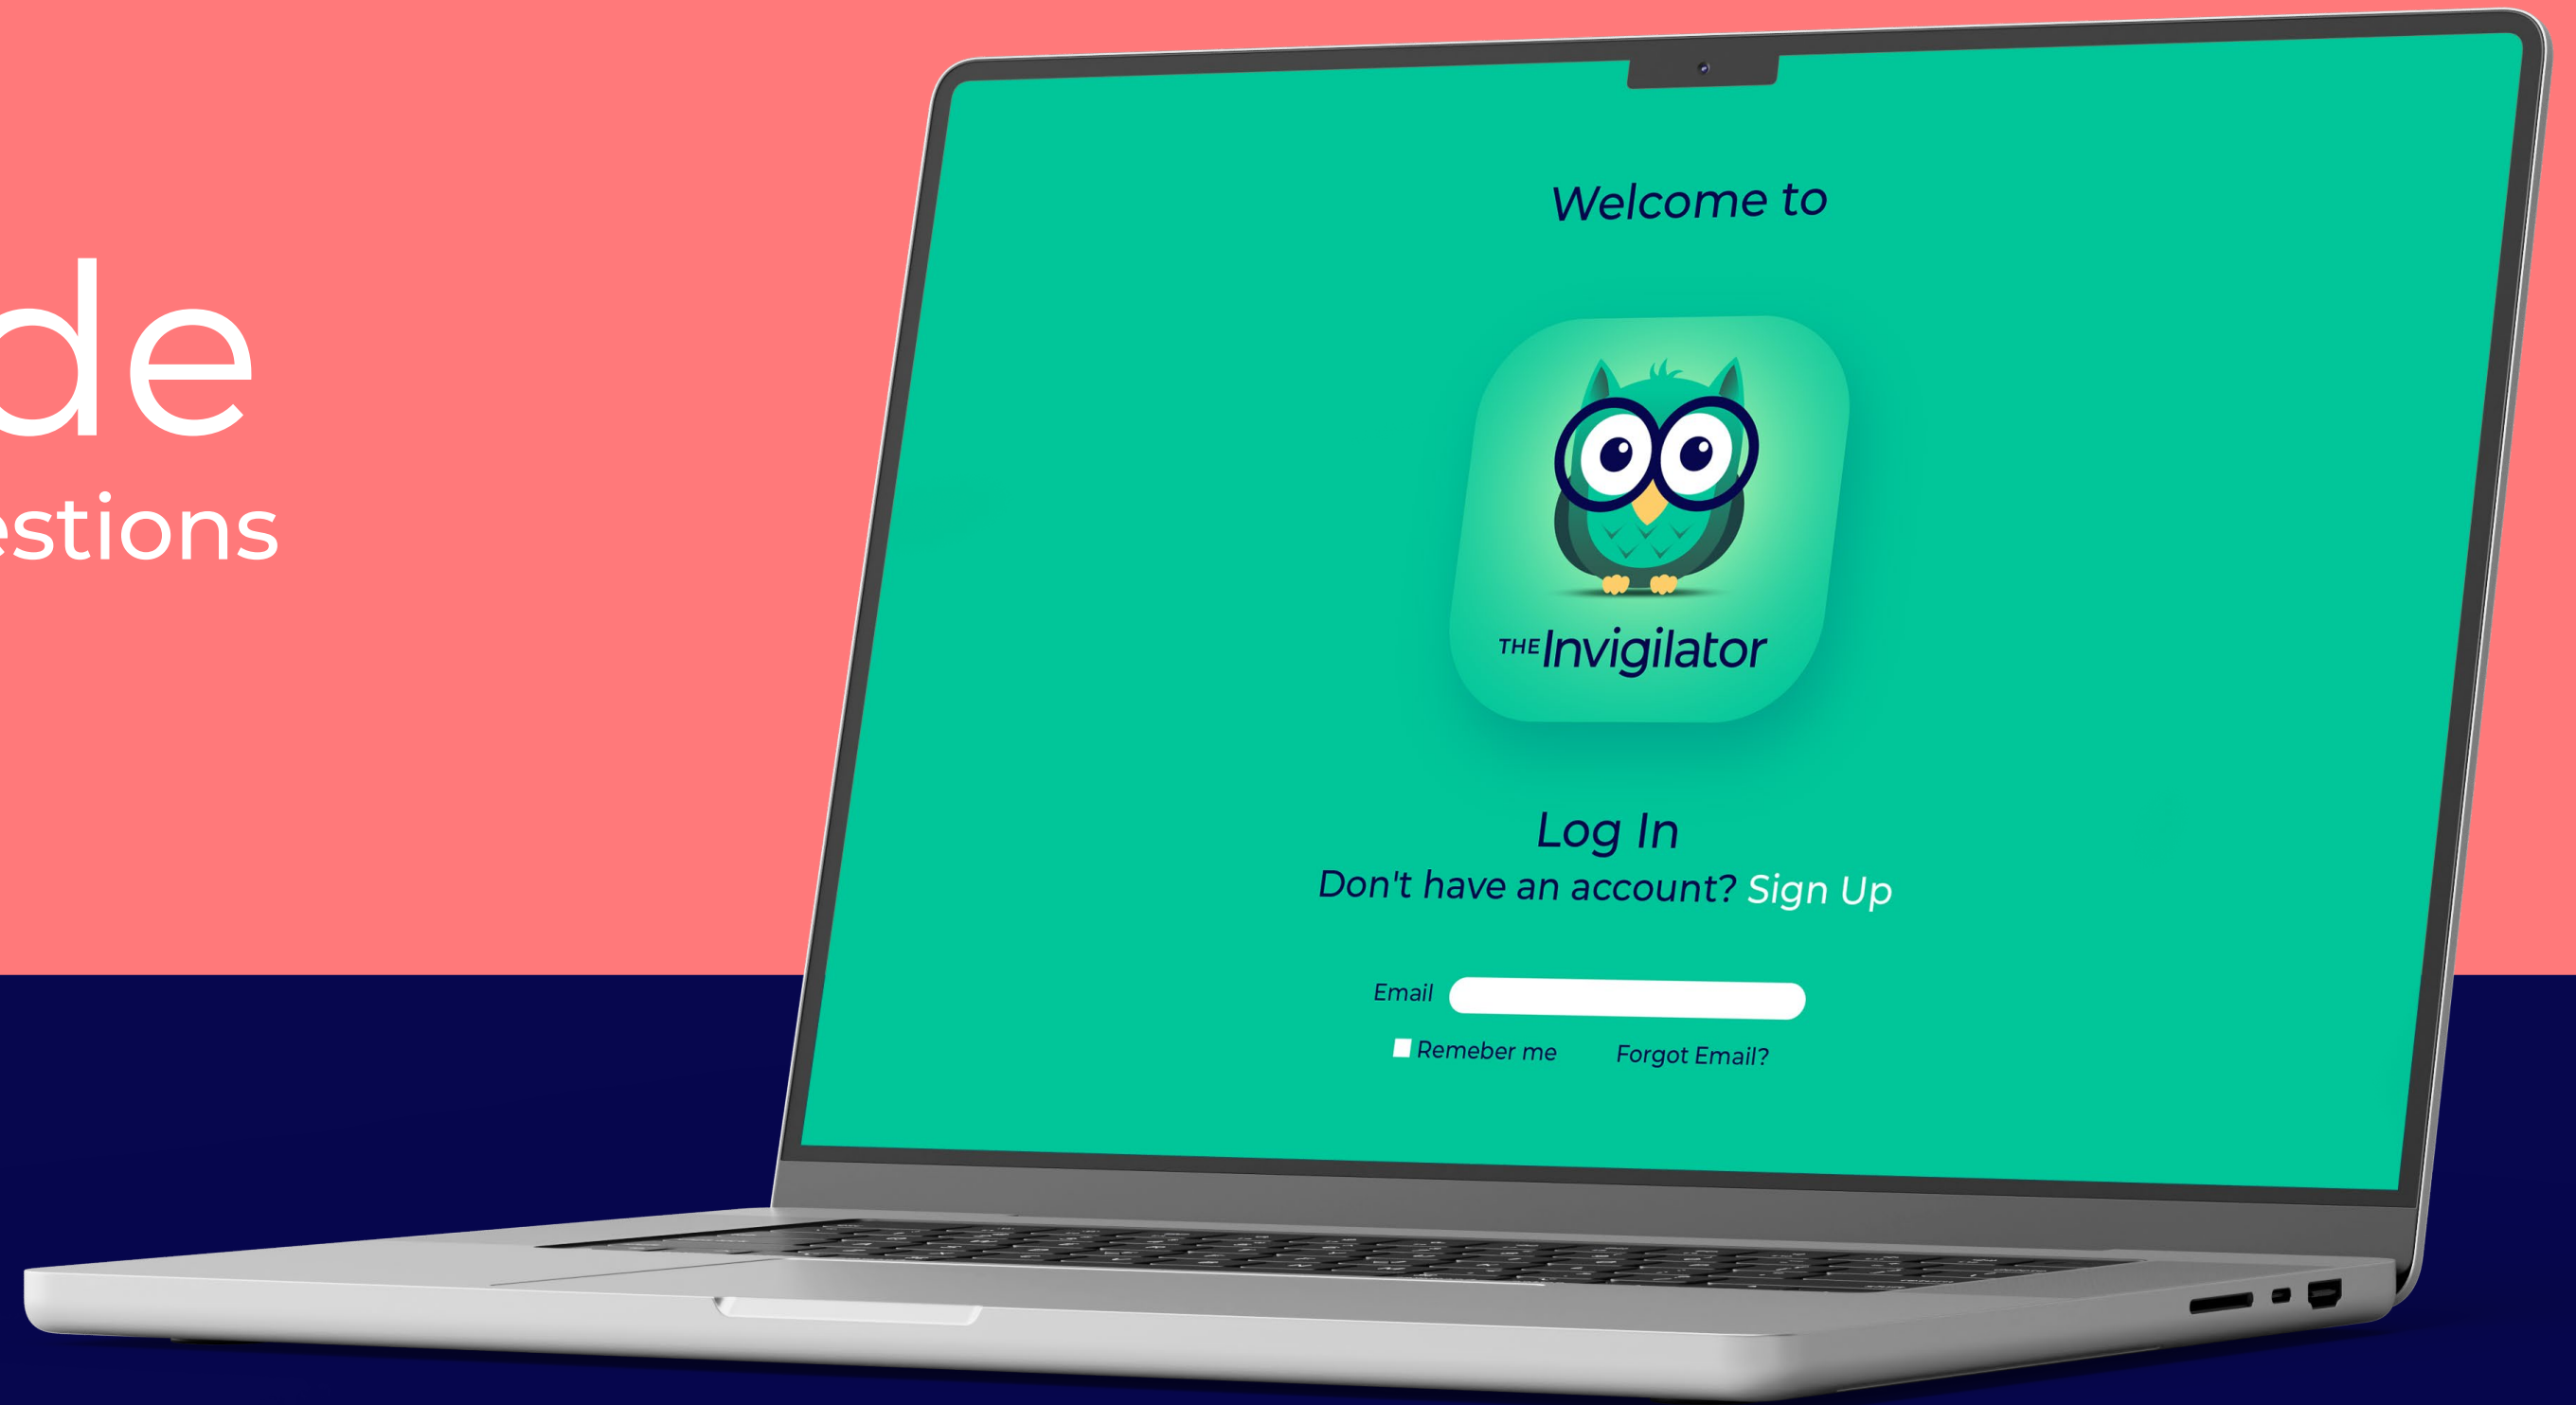 de
estions
Welcome to
THE Invigilator
Log In
Don't have an account? Sign Up
Email
Remeber me Forgot Email?